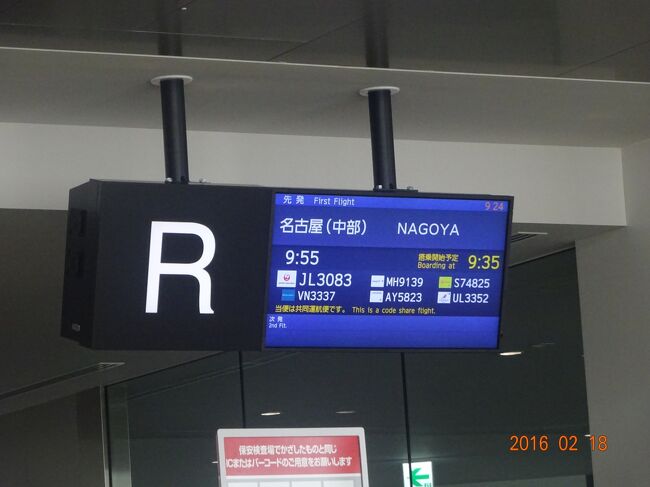 R
先発 First Flight 9 24
名古屋(中部) NAGOYA
9:55 搭乗開始予定
Boarding at 9:35
JL3083 MH9139 S74825
VN3337 AY5823 UL3352
当便は共同運航便です。 This is a code share flight.
次発
2nd Flt.
保安検査場でかざしたものと同じ
ICまたはバーコードのご用意をお願いします
2016 02 18